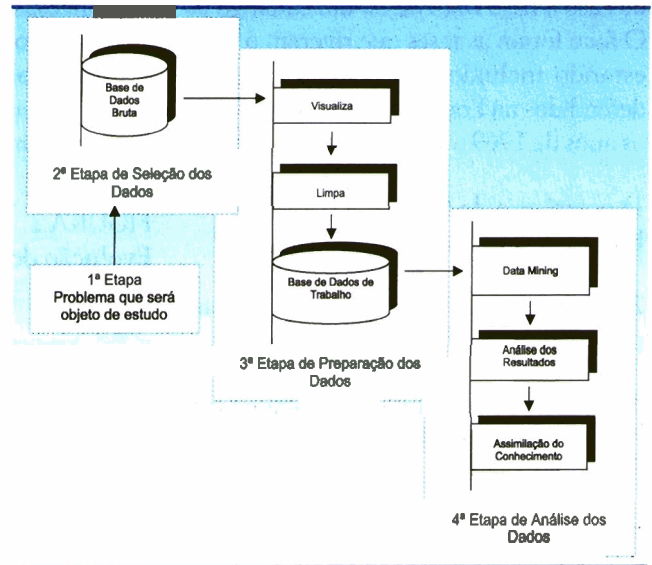 Base de
Dados
Bruta
2ª Etapa de Seleção dos
Dados
1ª Etapa
Problema que será
objeto de estudo
Visualiza
Limpa
Base de Dados de
Trabalho
3ª Etapa de Preparação dos
Dados
Data Mining
Análise dos
Resultados
Assimilação do
Conhecimento
4ª Etapa de Análise dos
Dados